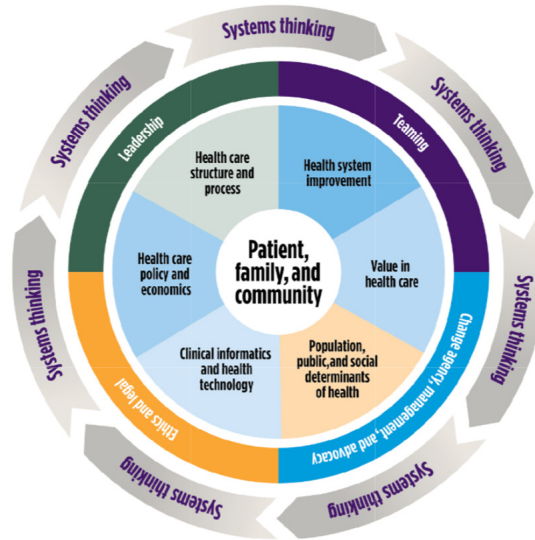 Systems thinking
Systems thinking
Systems thinking
Systems thinking
Systems thinking
Systems thinking
Systems thinking
Leadership
Teaming
Change agency, management, and advocacy
Ethics and legal
Health care
structure and
process
Health system
improvement
Value in
health care
Population,
public,and social
determinants
of health
Clinical informatics
and health
technology
Health care
policy and
economics
Patient,
family, and
community